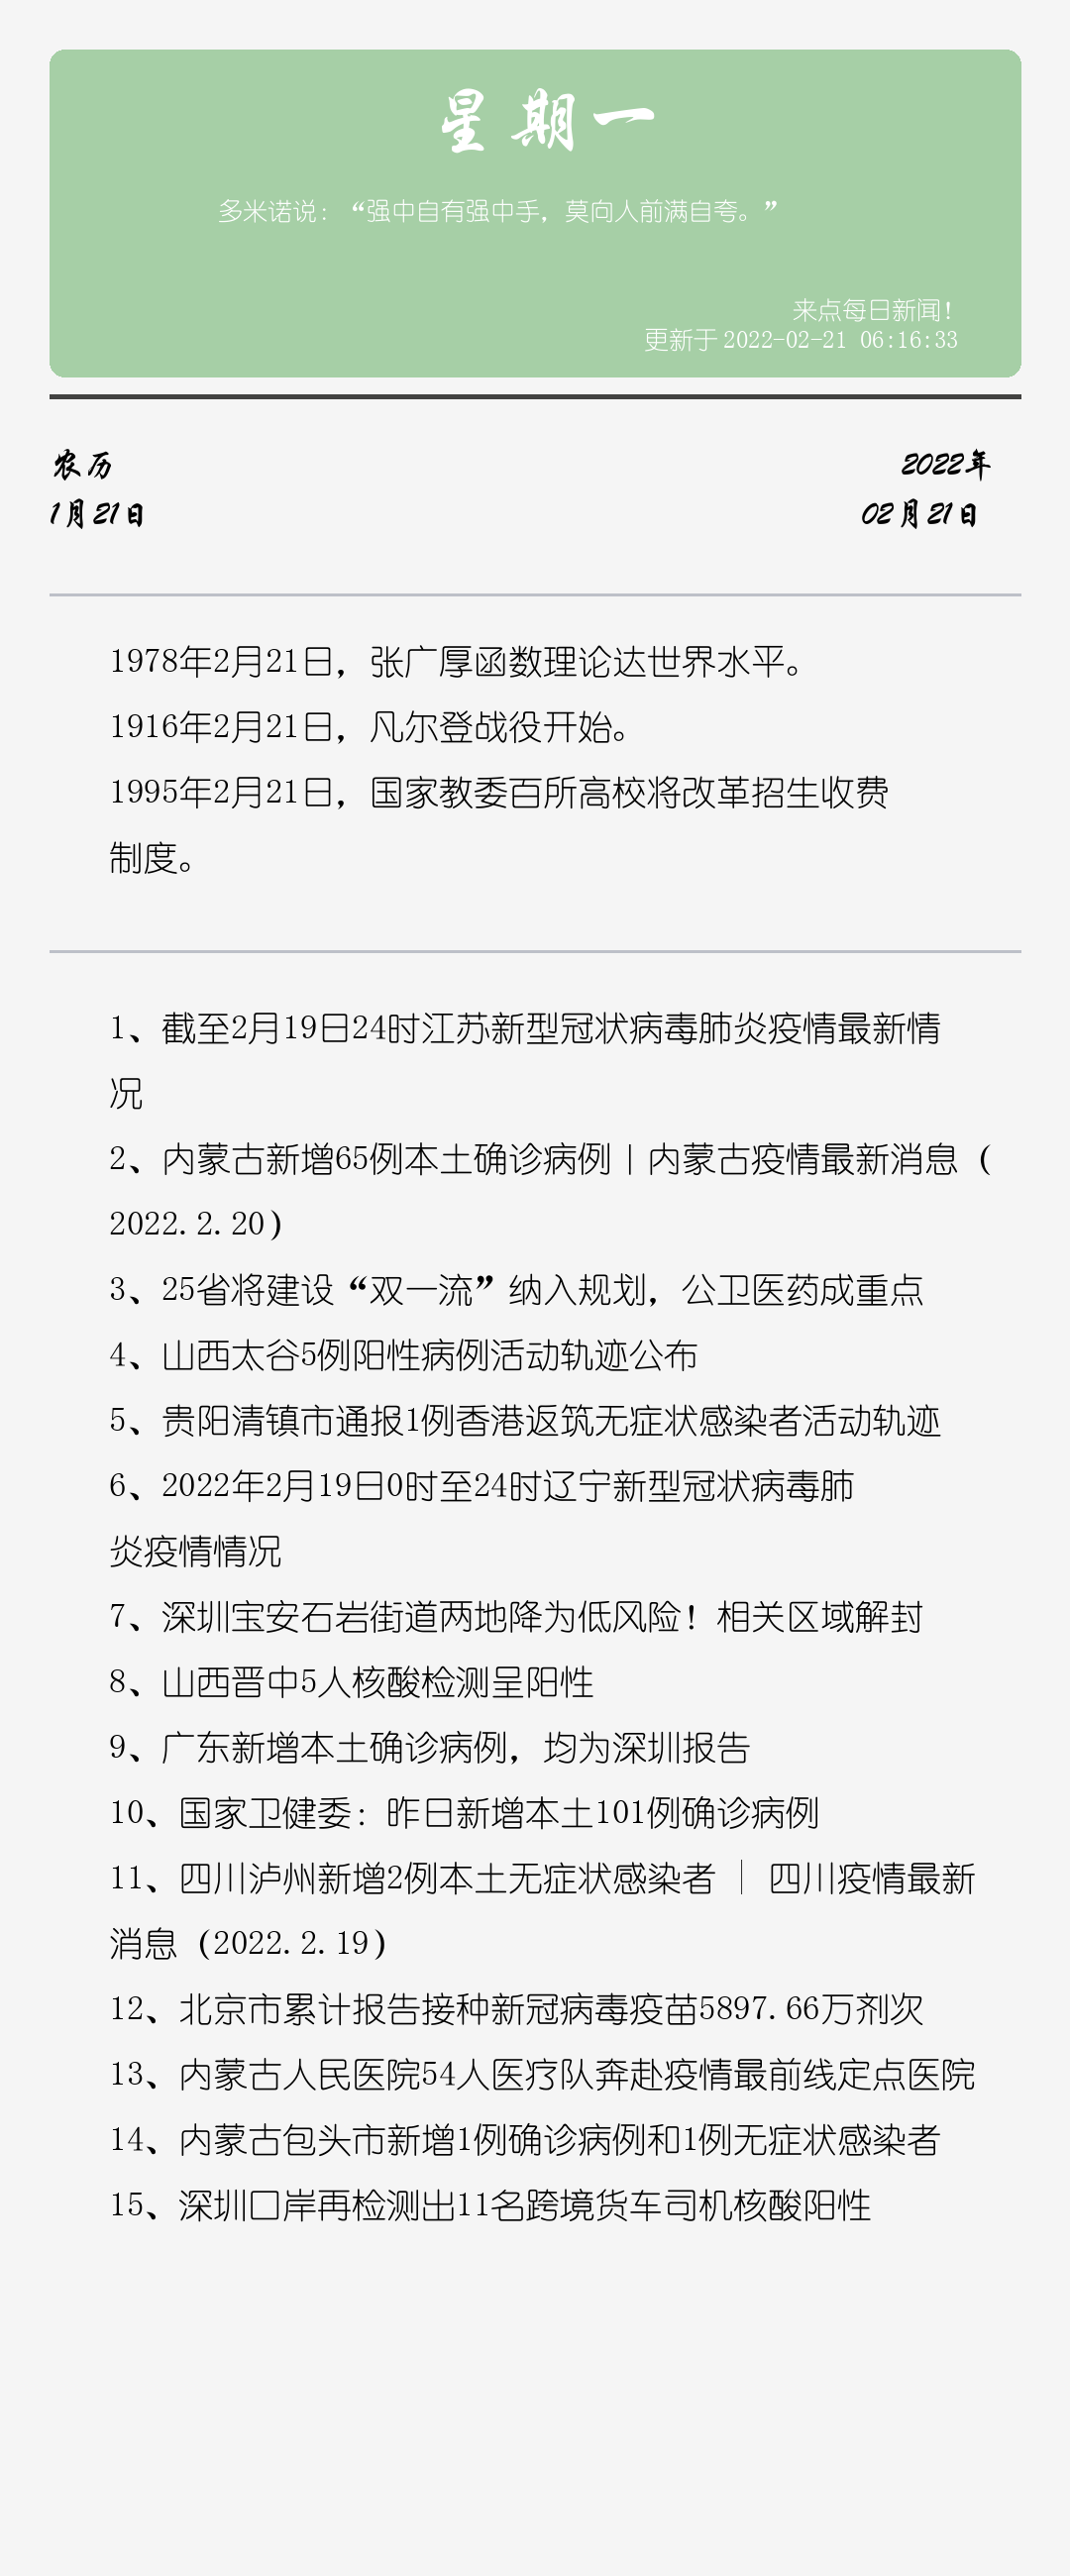 星期一
多米诺说：“强中自有强中手，莫向人前满自夸。”
来点每日新闻！
更新于 2022-02-21 06:16:33
农历
2022年
1月21日
02月21日
1978年2月21日，张广厚函数理论达世界水平。
1916年2月21日，凡尔登战役开始。
1995年2月21日，国家教委百所高校将改革招生收费
制度。
1、截至2月19日24时江苏新型冠状病毒肺炎疫情最新情
况
2、内蒙古新增65例本土确诊病例丨内蒙古疫情最新消息（
2022.2.20）
3、25省将建设“双一流”纳入规划，公卫医药成重点
4、山西太谷5例阳性病例活动轨迹公布
5、贵阳清镇市通报1例香港返筑无症状感染者活动轨迹
6、2022年2月19日0时至24时辽宁新型冠状病毒肺
炎疫情情况
7、深圳宝安石岩街道两地降为低风险！相关区域解封
8、山西晋中5人核酸检测呈阳性
9、广东新增本土确诊病例，均为深圳报告
10、国家卫健委：昨日新增本土101例确诊病例
11、四川泸州新增2例本土无症状感染者 │ 四川疫情最新
消息（2022.2.19）
12、北京市累计报告接种新冠病毒疫苗5897.66万剂次
13、内蒙古人民医院54人医疗队奔赴疫情最前线定点医院
14、内蒙古包头市新增1例确诊病例和1例无症状感染者
15、深圳口岸再检测出11名跨境货车司机核酸阳性